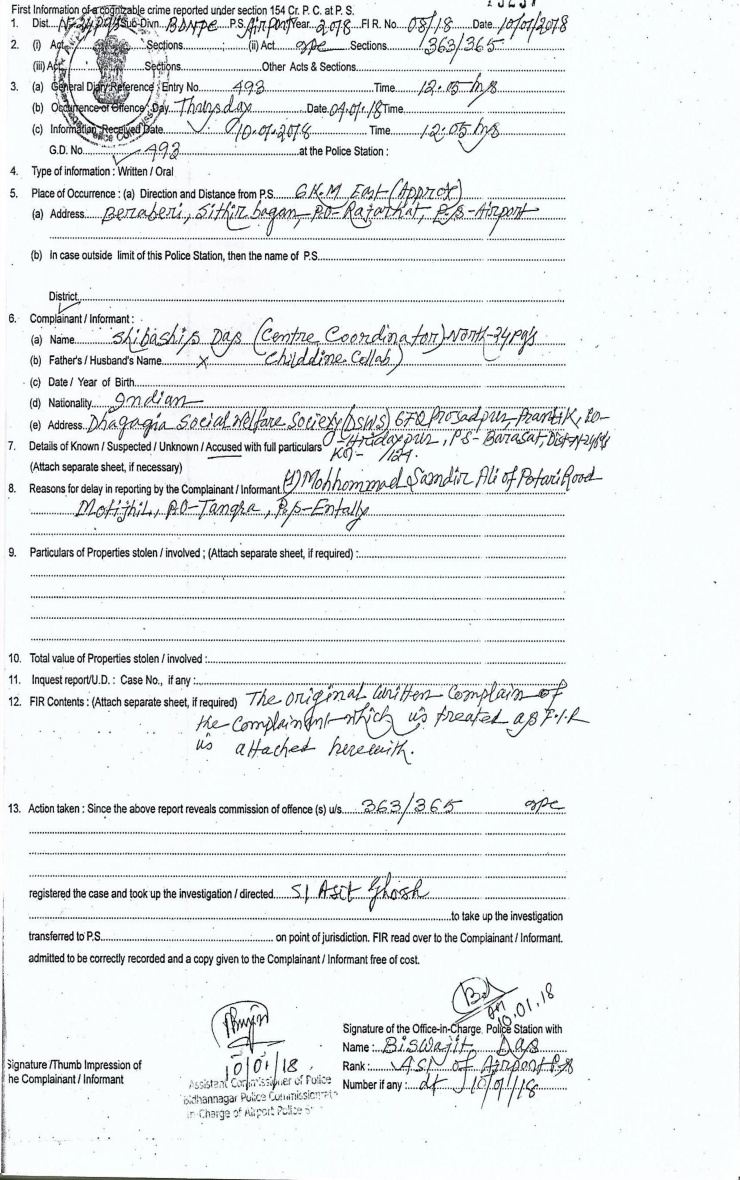 First Information of a cognizable crime reported under section 154 Cr. P. C. at P. S.
1. Dist. N 24 Pgs Sub-Divn. BDNPC P.S. Airport Year 2018 FIR. No. 08/18 Date 10/01/2018
2. (i) Act Sections ; (ii) Act IPC Sections 363/365
(iii) Act Sections Other Acts & Sections
3. (a) General Diary Reference : Entry No 493 Time 12.05 hrs
(b) Occurrence of Offence : Day Thursday Date 04.01.18 Time
(c) Information Received Date 10.01.2018 Time 12:05 hrs
G.D. No. 493 at the Police Station :
4. Type of information : Written / Oral
5. Place of Occurrence : (a) Direction and Distance from P.S. 6 K.M East (Approx)
(a) Address Beraberi, Sithir bagan, P.O- Rajarhat, P.S - Airport
(b) In case outside limit of this Police Station, then the name of P.S.
District
6. Complainant / Informant :
(a) Name Shibashis Das (Centre Coordinator) North-24 pgs
(b) Father's / Husband's Name x Childdine Collab)
(c) Date / Year of Birth
(d) Nationality Indian
(e) Address Dhagagia Social Welfare Society (DSWS) 67Q Prosadpur, Prantik, P.O-
- Hridaypur, P.S- Barasat, Dist-N-24pgs
7. Details of Known / Suspected / Unknown / Accused with full particulars Kol- /124.
(Attach separate sheet, if necessary)
8. Reasons for delay in reporting by the Complainant / Informant (1) Mohhommad Samdir Ali of Potari Road
Motijhil, P.O-Tangra, P.S-Entally
9. Particulars of Properties stolen / involved ; (Attach separate sheet, if required) :
10. Total value of Properties stolen / involved :
11. Inquest report/U.D. : Case No., if any :
12. FIR Contents : (Attach separate sheet, if required) The original written Complain of
the complainant which is treated as F.I.R
is attached herewith.
13. Action taken : Since the above report reveals commission of offence (s) u/s 363/365 IPC
registered the case and took up the investigation / directed SI Asit Ghosh
to take up the investigation
transferred to P.S. on point of jurisdiction. FIR read over to the Complainant / Informant.
admitted to be correctly recorded and a copy given to the Complainant / Informant free of cost.
10.01.18
Signature of the Office-in-Charge, Police Station with
Name : Biswajit Das
10/01/18
Signature /Thumb Impression of
the Complainant / Informant
Rank : ASI of Airport P.S
Number if any : dt 10/01/18
Assistant Commissioner of Police
Bidhannagar Police Commissionerate
In-Charge of Airport Police